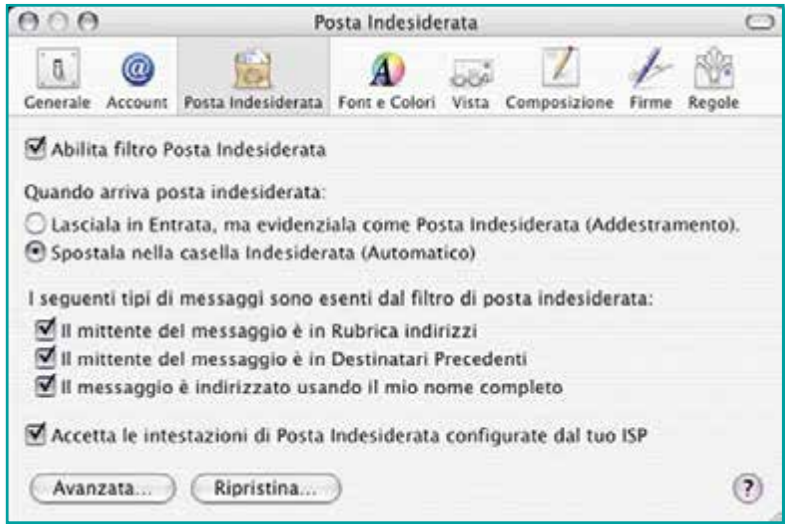 Posta Indesiderata
Generale Account Posta Indesiderata Font e Colori Vista Composizione Firme Regole
Abilita filtro Posta Indesiderata
Quando arriva posta indesiderata:
Lasciala in Entrata, ma evidenziala come Posta Indesiderata (Addestramento).
Spostala nella casella Indesiderata (Automatico)
I seguenti tipi di messaggi sono esenti dal filtro di posta indesiderata:
Il mittente del messaggio è in Rubrica indirizzi
Il mittente del messaggio è in Destinatari Precedenti
Il messaggio è indirizzato usando il mio nome completo
Accetta le intestazioni di Posta Indesiderata configurate dal tuo ISP
Avanzata... Ripristina... ?